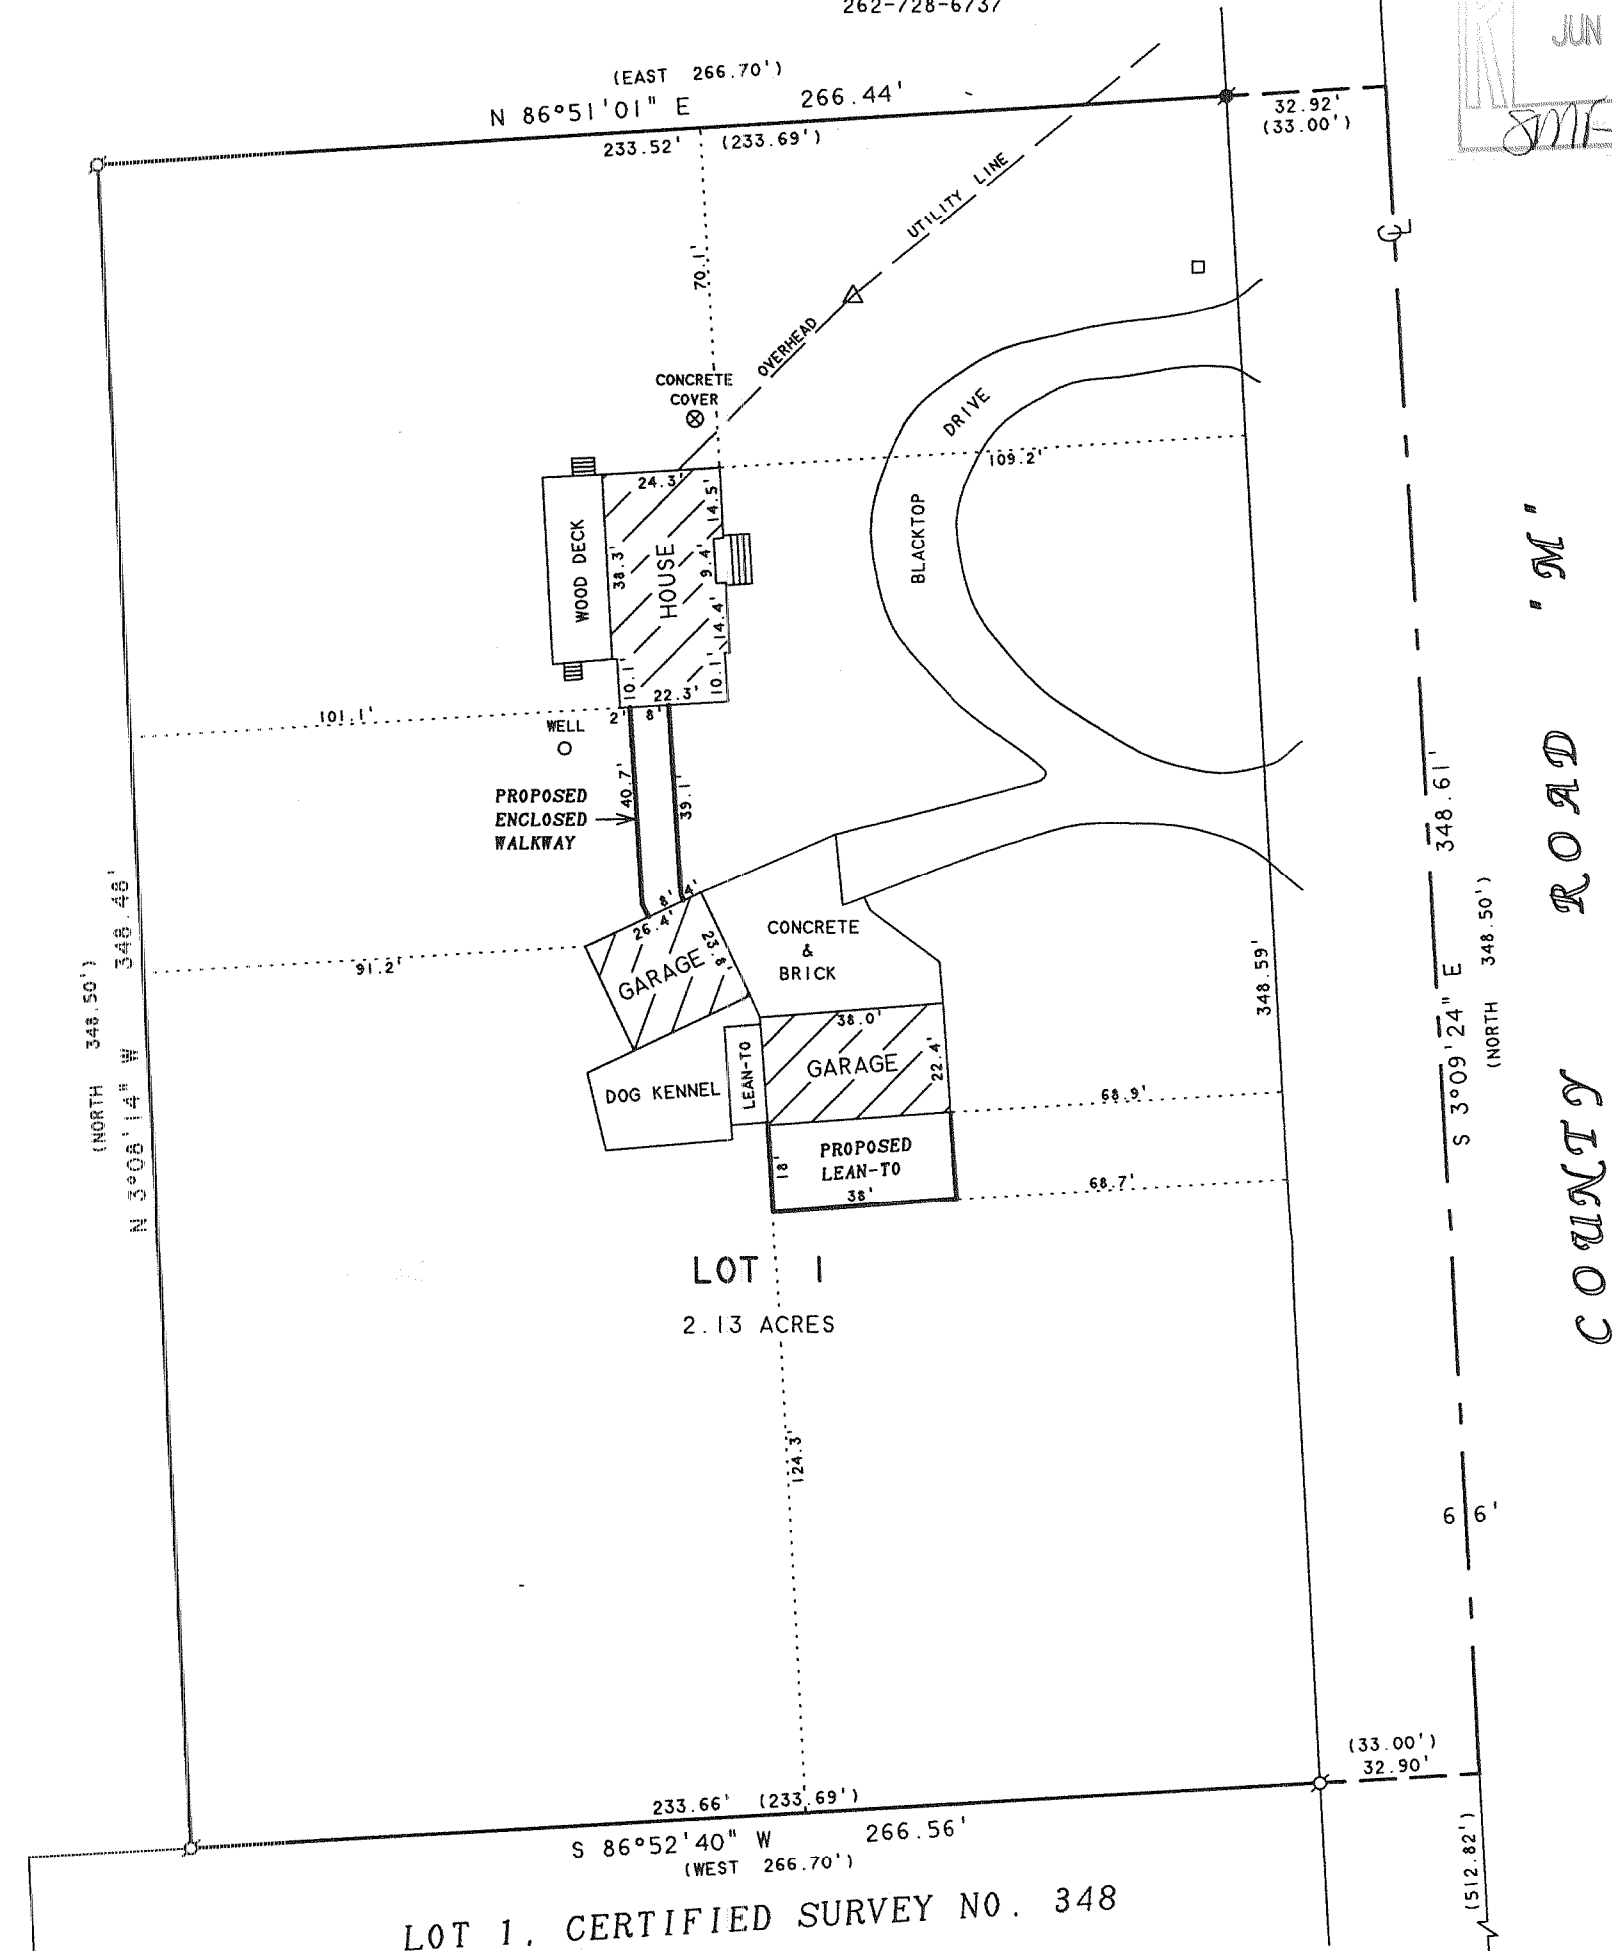 262-728-6737
JUN
(EAST 266.70')
N 86°51'01" E 266.44'
233.52' (233.69')
32.92'
(33.00')
70.1'
OVERHEAD UTILITY LINE
CONCRETE
COVER
DRIVE
109.2'
BLACKTOP
WOOD DECK
24.3'
14.5'
38.3'
HOUSE
9.4'
14.4'
10.1'
22.3'
10.1'
101.1'
2' 8'
WELL
PROPOSED
ENCLOSED
WALKWAY
40.7'
39.1'
8' 4'
26.4'
23.8'
GARAGE
91.2'
CONCRETE
&
BRICK
38.0'
GARAGE
22.4'
LEAN-TO
DOG KENNEL
68.9'
PROPOSED
LEAN-TO
18'
38'
68.7'
LOT 1
2.13 ACRES
124.3'
(NORTH 348.50')
N 3°08'14" W 348.48'
348.59'
S 3°09'24" E 348.61'
(NORTH 348.50')
COUNTY ROAD "M"
66'
(33.00')
32.90'
233.66' (233.69')
S 86°52'40" W 266.56'
(WEST 266.70')
(512.82')
LOT 1, CERTIFIED SURVEY NO. 348